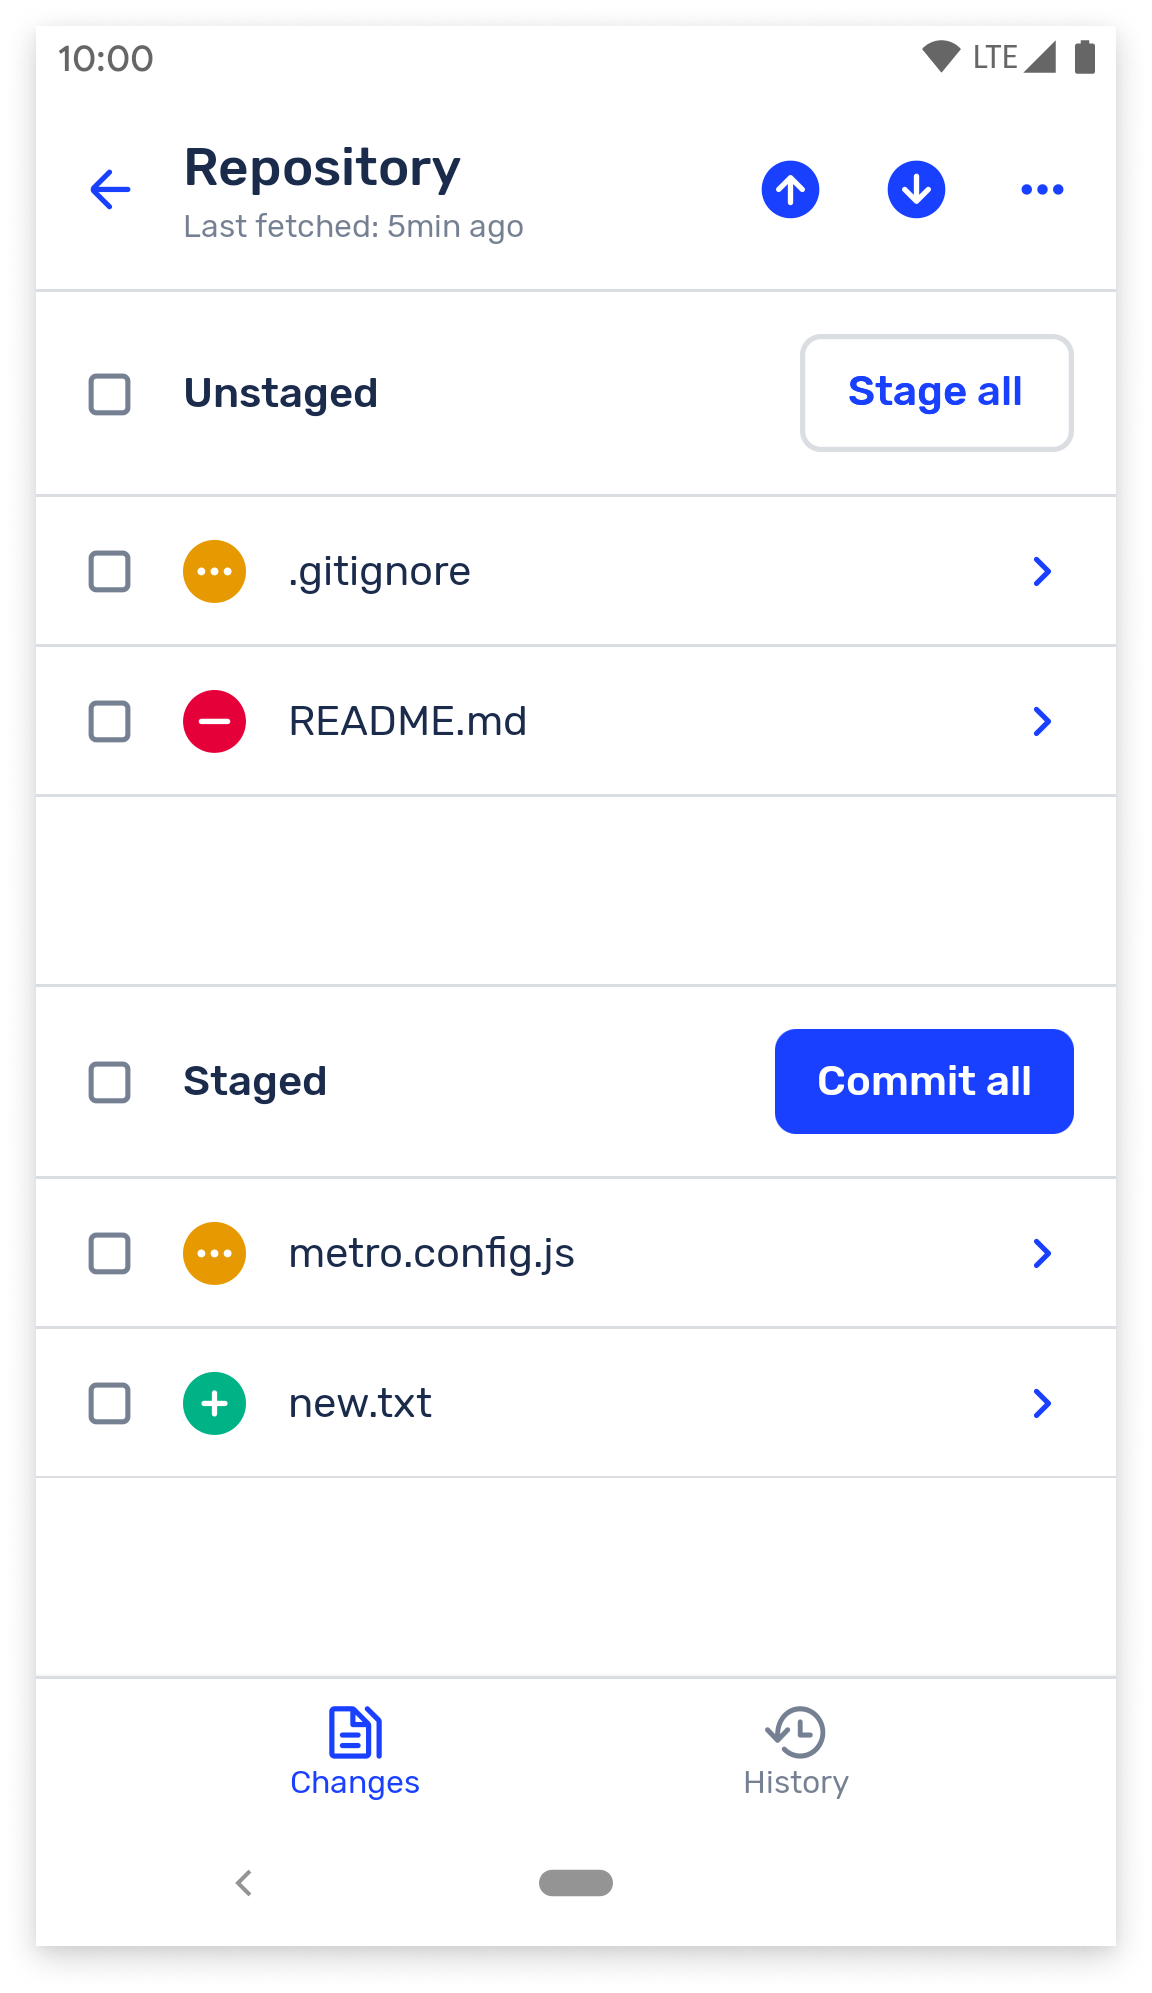 10:00
LTE
Repository
Last fetched: 5min ago
Unstaged
Stage all
.gitignore
README.md
Staged
Commit all
metro.config.js
new.txt
Changes
History